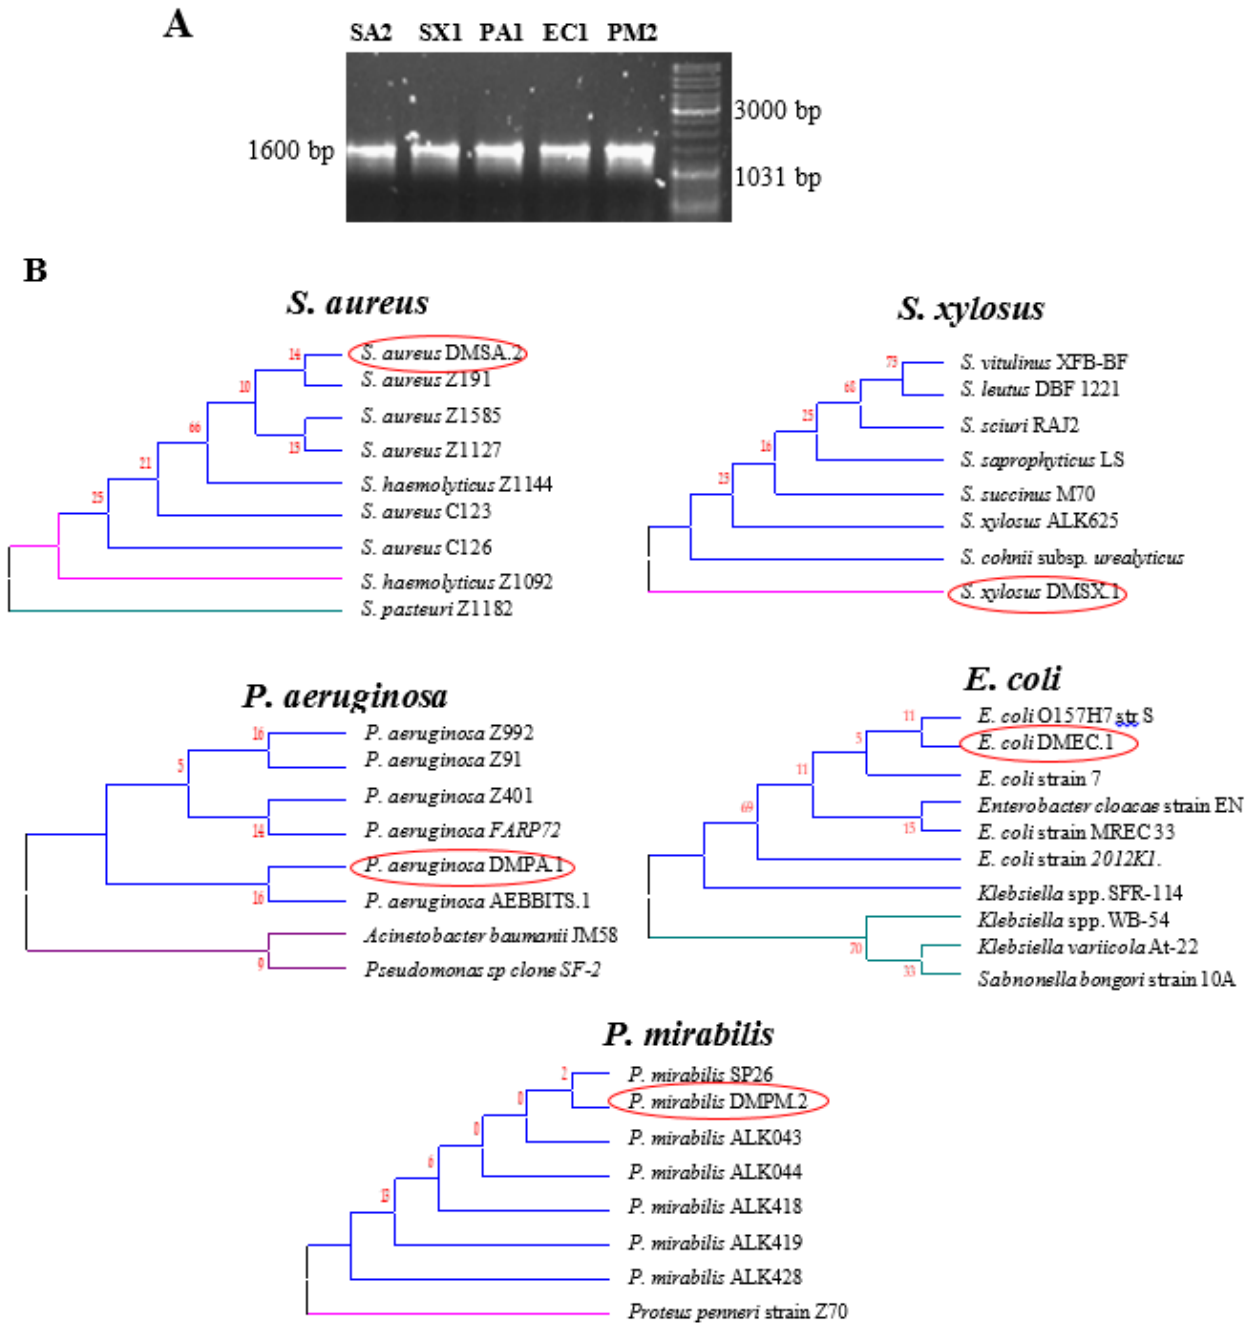 A
SA2 SX1 PA1 EC1 PM2
3000 bp
1600 bp
1031 bp
B
S. aureus
14
S. aureus DMSA.2
10
S. aureus Z191
66
S. aureus Z1585
13
S. aureus Z1127
21
S. haemolyticus Z1144
25
S. aureus C123
S. aureus C126
S. haemolyticus Z1092
S. pasteuri Z1182
S. xylosus
73
S. vitulinus XFB-BF
68
S. leutus DBF 1221
25
S. sciuri RAJ2
16
S. saprophyticus LS
23
S. succinus M70
S. xylosus ALK625
S. cohnii subsp. urealyticus
S. xylosus DMSX.1
P. aeruginosa
16
P. aeruginosa Z992
5
P. aeruginosa Z91
P. aeruginosa Z401
14
P. aeruginosa FARP72
P. aeruginosa DMPA.1
16
P. aeruginosa AEBBITS.1
Acinetobacter baumanii JM58
9
Pseudomonas sp clone SF-2
E. coli
11
E. coli O157H7 str S
5
E. coli DMEC.1
11
E. coli strain 7
69
Enterobacter cloacae strain EN
15
E. coli strain MREC33
E. coli strain 2012K1.
Klebsiella spp. SFR-114
Klebsiella spp. WB-54
70
Klebsiella variicola At-22
33
Sabnonella bongori strain 10A
P. mirabilis
2
P. mirabilis SP26
0
P. mirabilis DMPM.2
0
P. mirabilis ALK043
6
P. mirabilis ALK044
13
P. mirabilis ALK418
P. mirabilis ALK419
P. mirabilis ALK428
Proteus penneri strain Z70